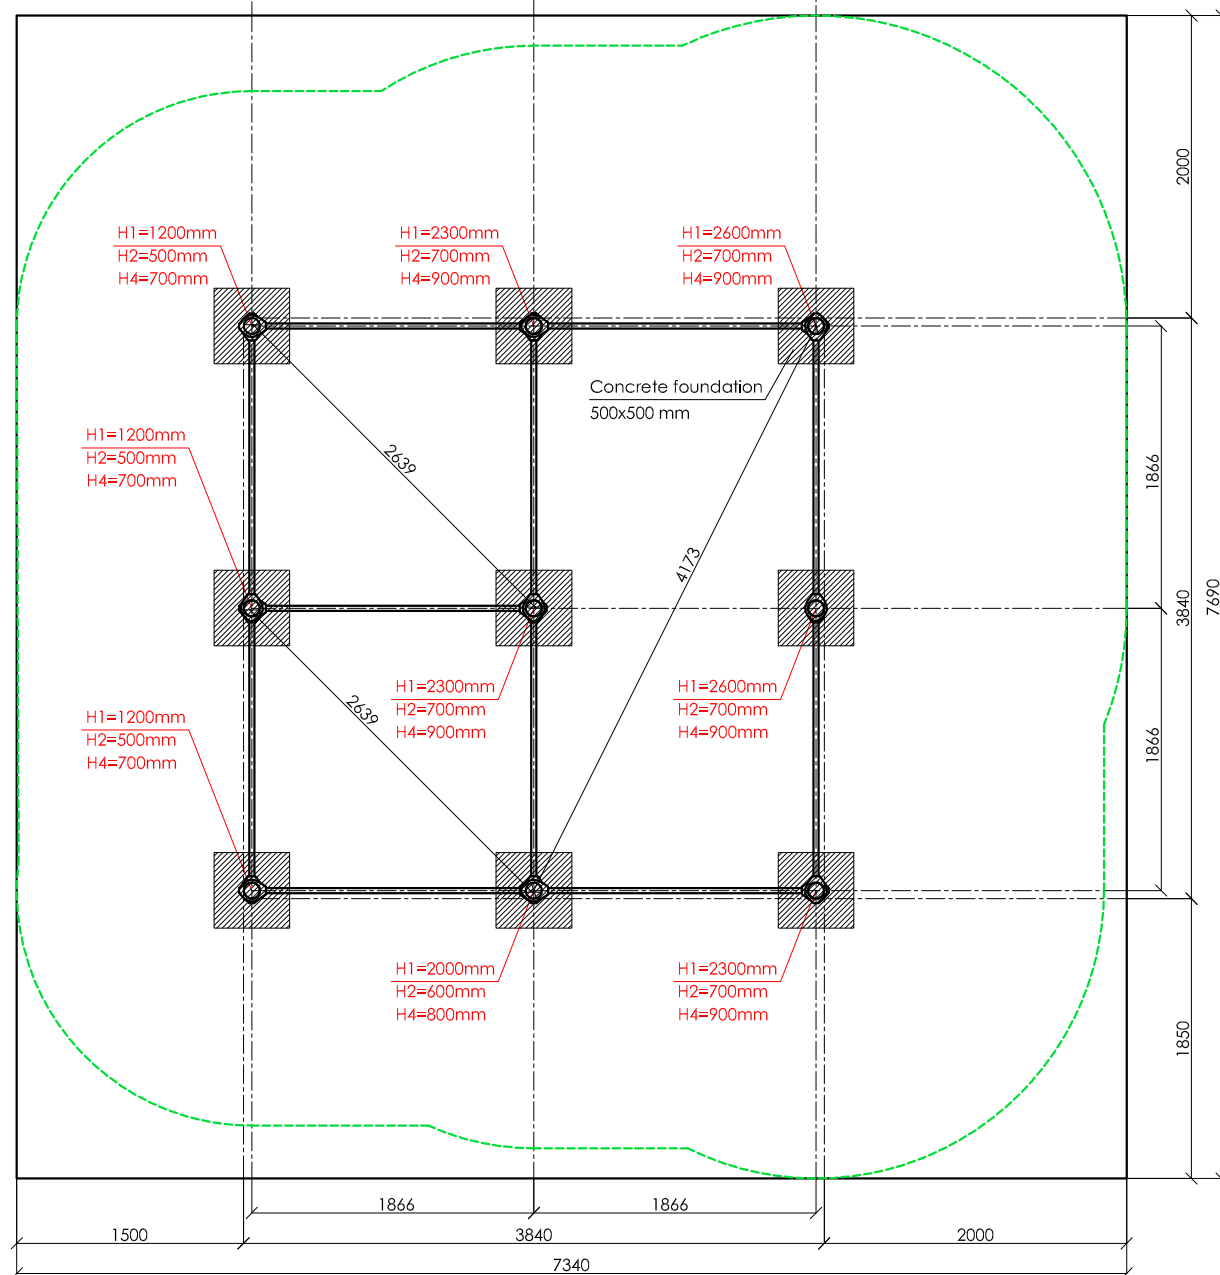 2000
H1=1200mm
H2=500mm
H4=700mm
H1=2300mm
H2=700mm
H4=900mm
H1=2600mm
H2=700mm
H4=900mm
Concrete foundation
500x500 mm
H1=1200mm
H2=500mm
H4=700mm
2639
1866
4173
3840
7690
H1=2300mm
H2=700mm
H4=900mm
H1=2600mm
H2=700mm
H4=900mm
2639
H1=1200mm
H2=500mm
H4=700mm
1866
H1=2000mm
H2=600mm
H4=800mm
H1=2300mm
H2=700mm
H4=900mm
1850
1866
1866
1500
3840
2000
7340